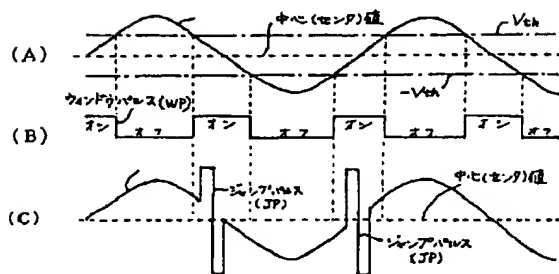 中心(センタ)値
Vth
(A)
-Vth
ウィンドウパルス(WP)
(B)
オン
オフ
オン
オフ
オン
オフ
オン
オフ
中心(センタ)値
ジャンプパルス
(JP)
(C)
ジャンプパルス
(JP)